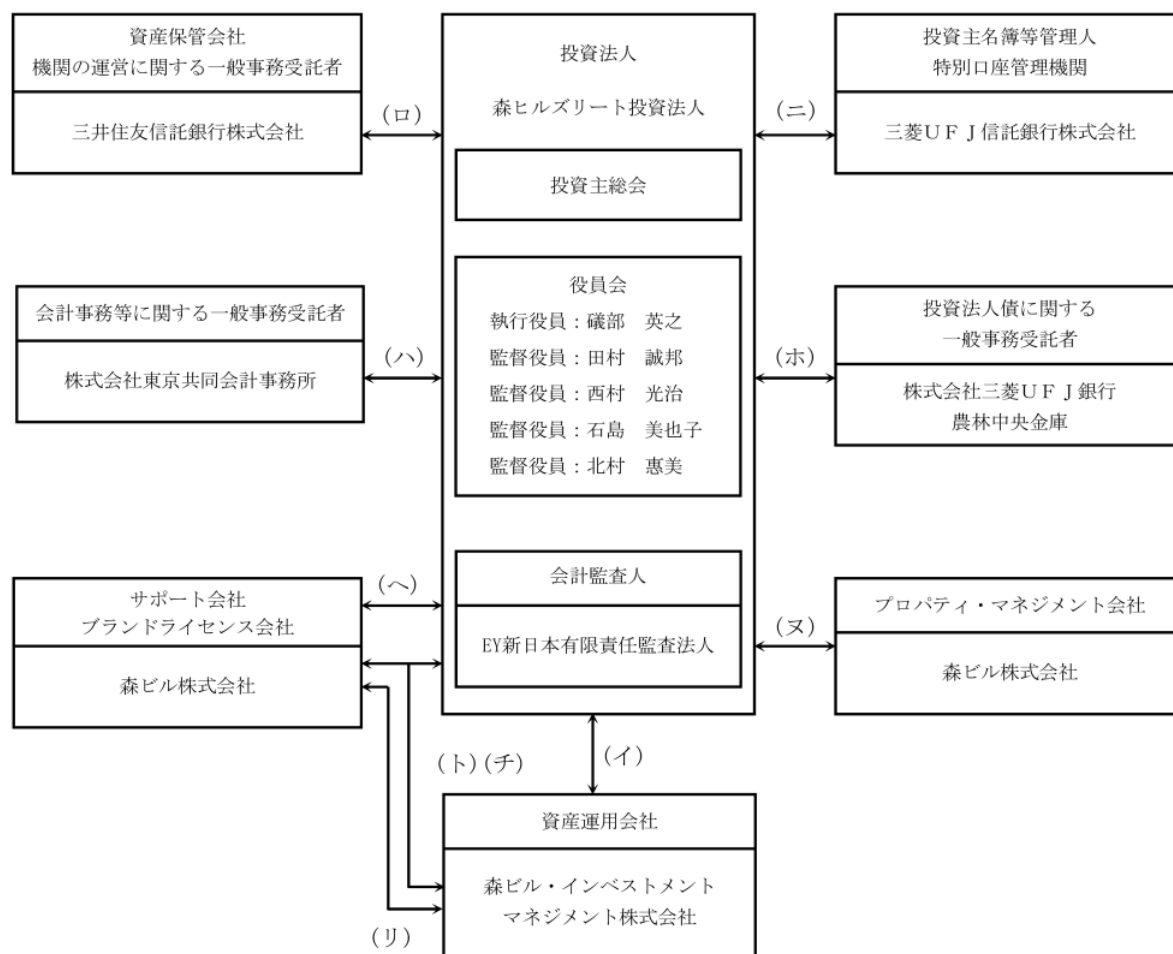 資産保管会社
機関の運営に関する一般事務受託者
三井住友信託銀行株式会社
(ロ)
投資法人
森ヒルズリート投資法人
投資主総会
(ニ)
投資主名簿等管理人
特別口座管理機関
三菱UFJ信託銀行株式会社
会計事務等に関する一般事務受託者
株式会社東京共同会計事務所
(ハ)
役員会
執行役員:礒部 英之
監督役員:田村 誠邦
監督役員:西村 光治
監督役員:石島 美也子
監督役員:北村 惠美
(ホ)
投資法人債に関する
一般事務受託者
株式会社三菱UFJ銀行
農林中央金庫
サポート会社
ブランドライセンス会社
森ビル株式会社
(ヘ)
会計監査人
EY新日本有限責任監査法人
(ヌ)
プロパティ・マネジメント会社
森ビル株式会社
(ト)(チ)
(イ)
資産運用会社
森ビル・インベストメント
マネジメント株式会社
(リ)